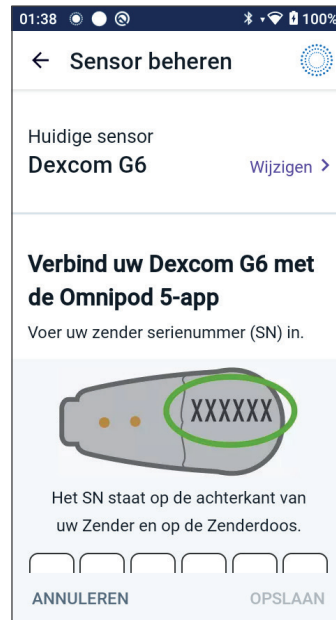 01:38 100%
Sensor beheren
Huidige sensor
Dexcom G6
Wijzigen
Verbind uw Dexcom G6 met
de Omnipod 5-app
Voer uw zender serienummer (SN) in.
XXXXXX
Het SN staat op de achterkant van
uw Zender en op de Zenderdoos.
ANNULEREN OPSLAAN